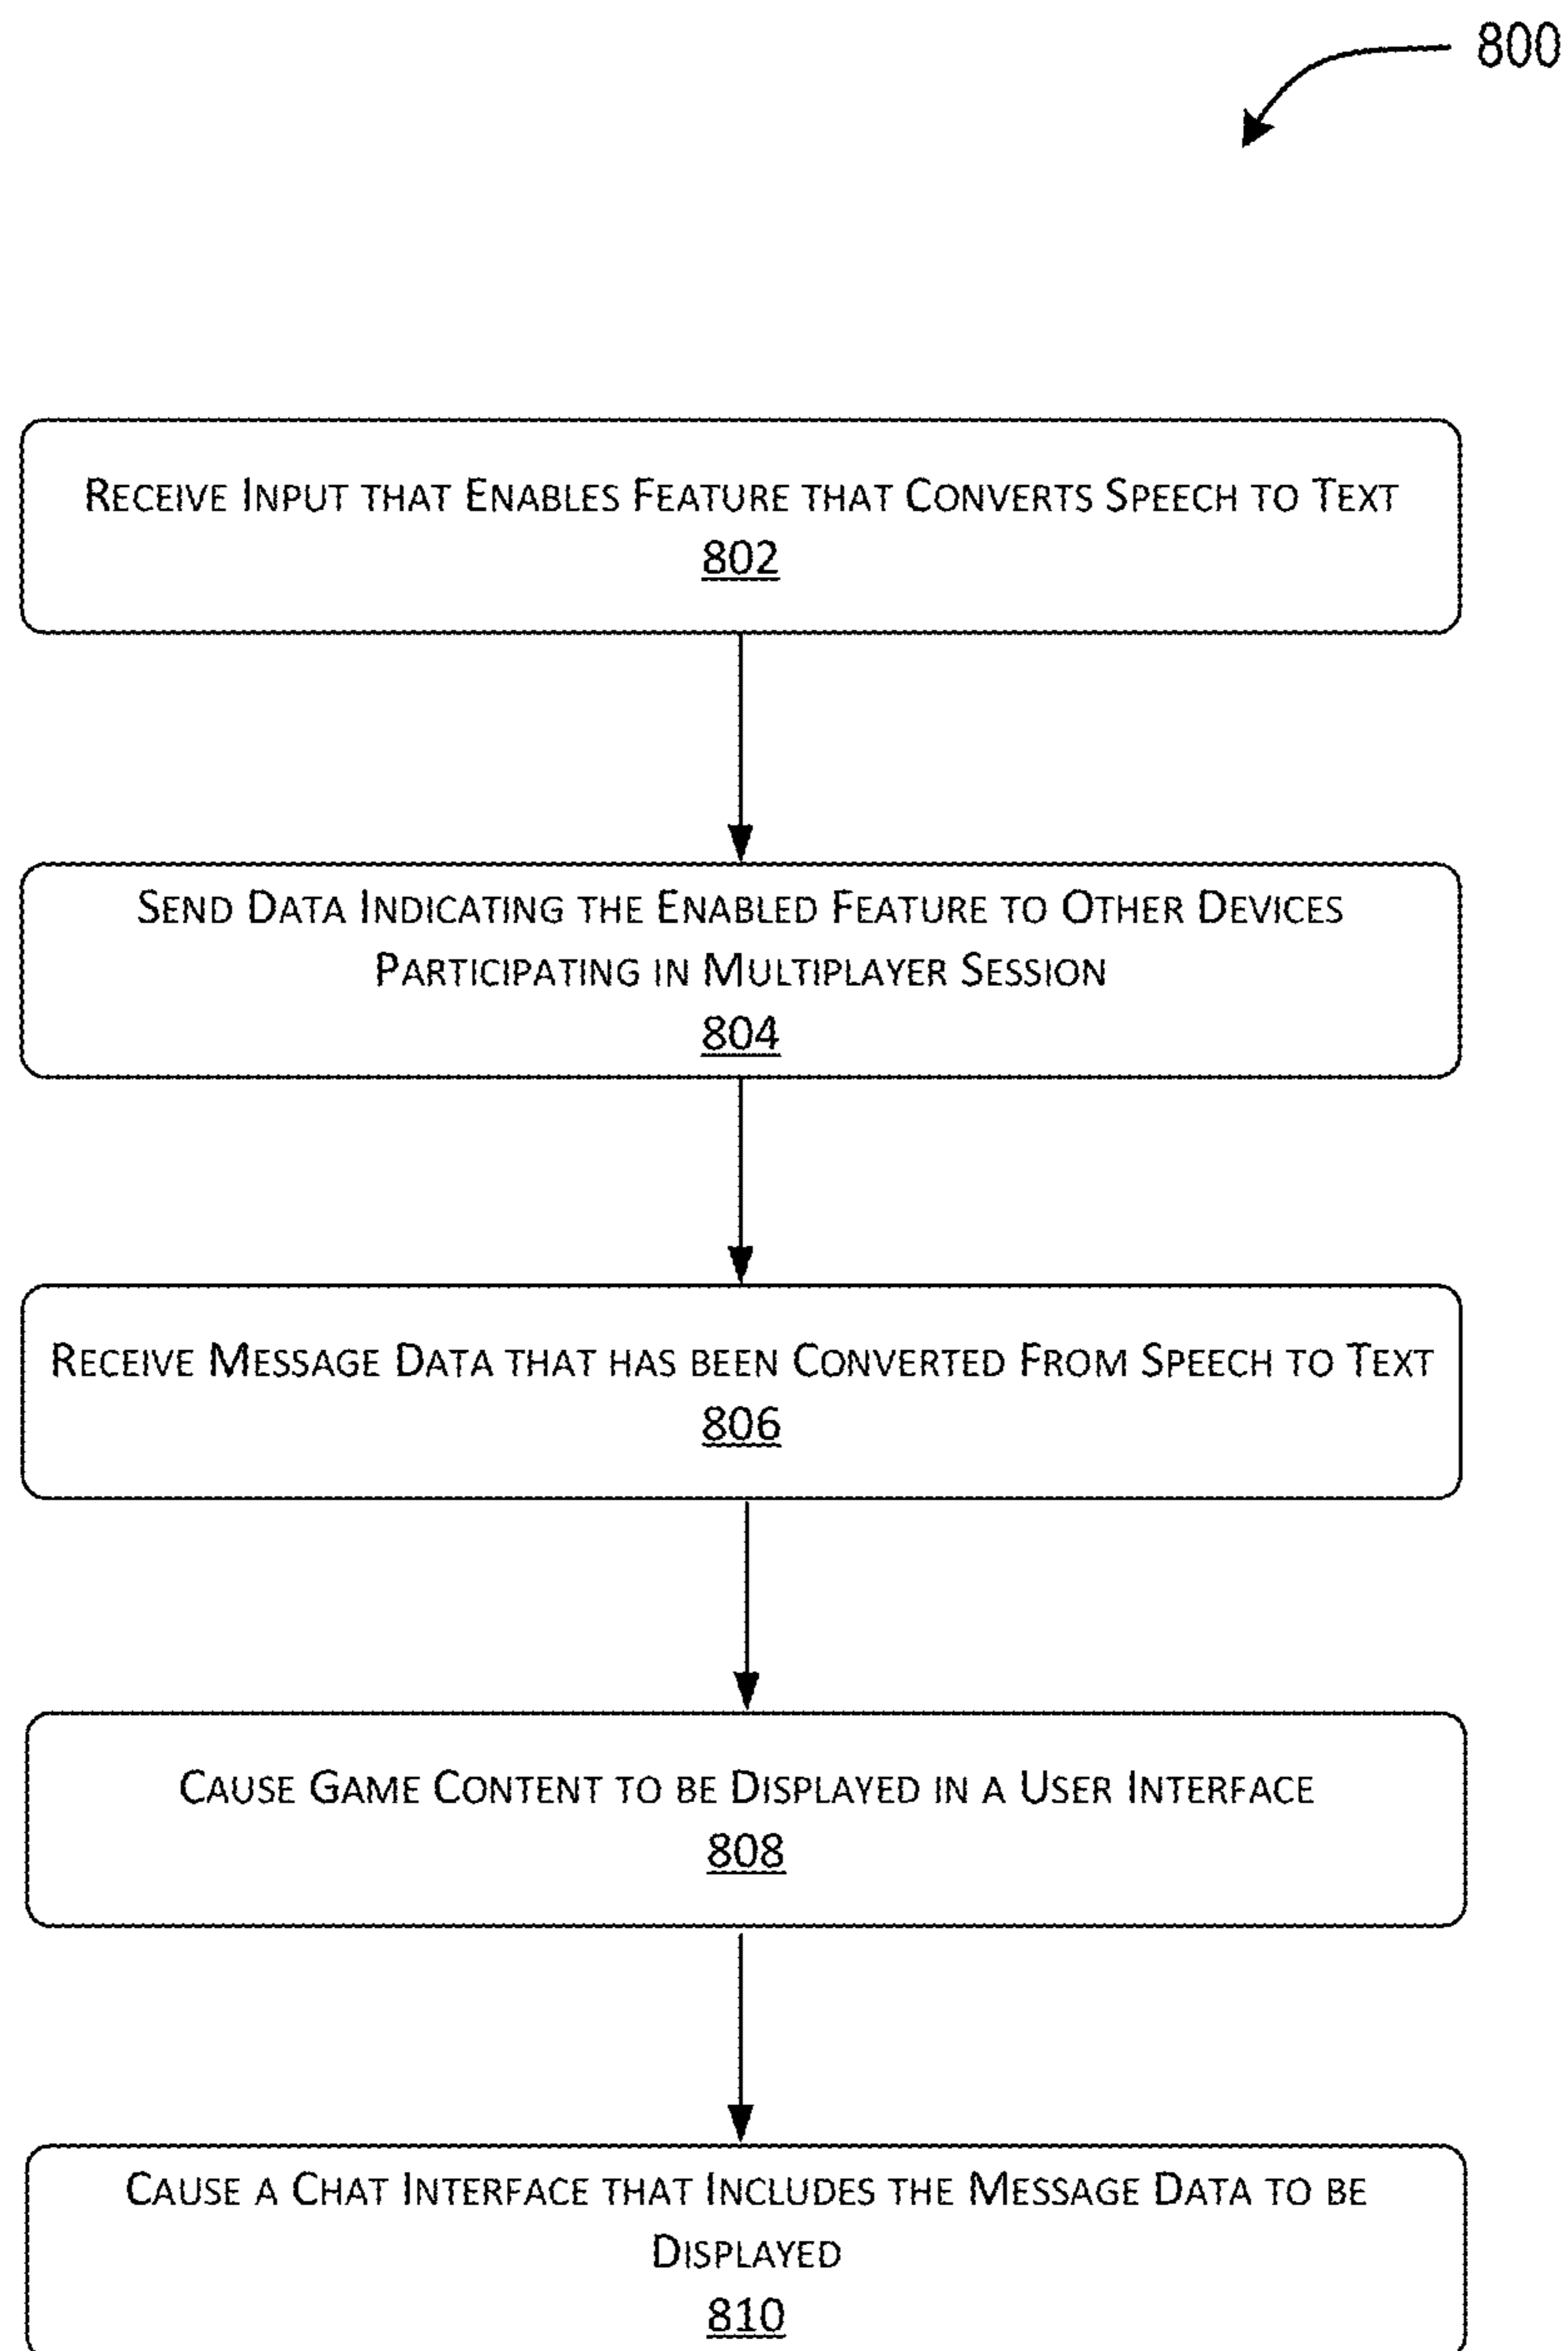 800
Receive Input that Enables Feature that Converts Speech to Text
802
Send Data Indicating the Enabled Feature to Other Devices
Participating in Multiplayer Session
804
Receive Message Data that has been Converted From Speech to Text
806
Cause Game Content to be Displayed in a User Interface
808
Cause a Chat Interface that Includes the Message Data to be
Displayed
810